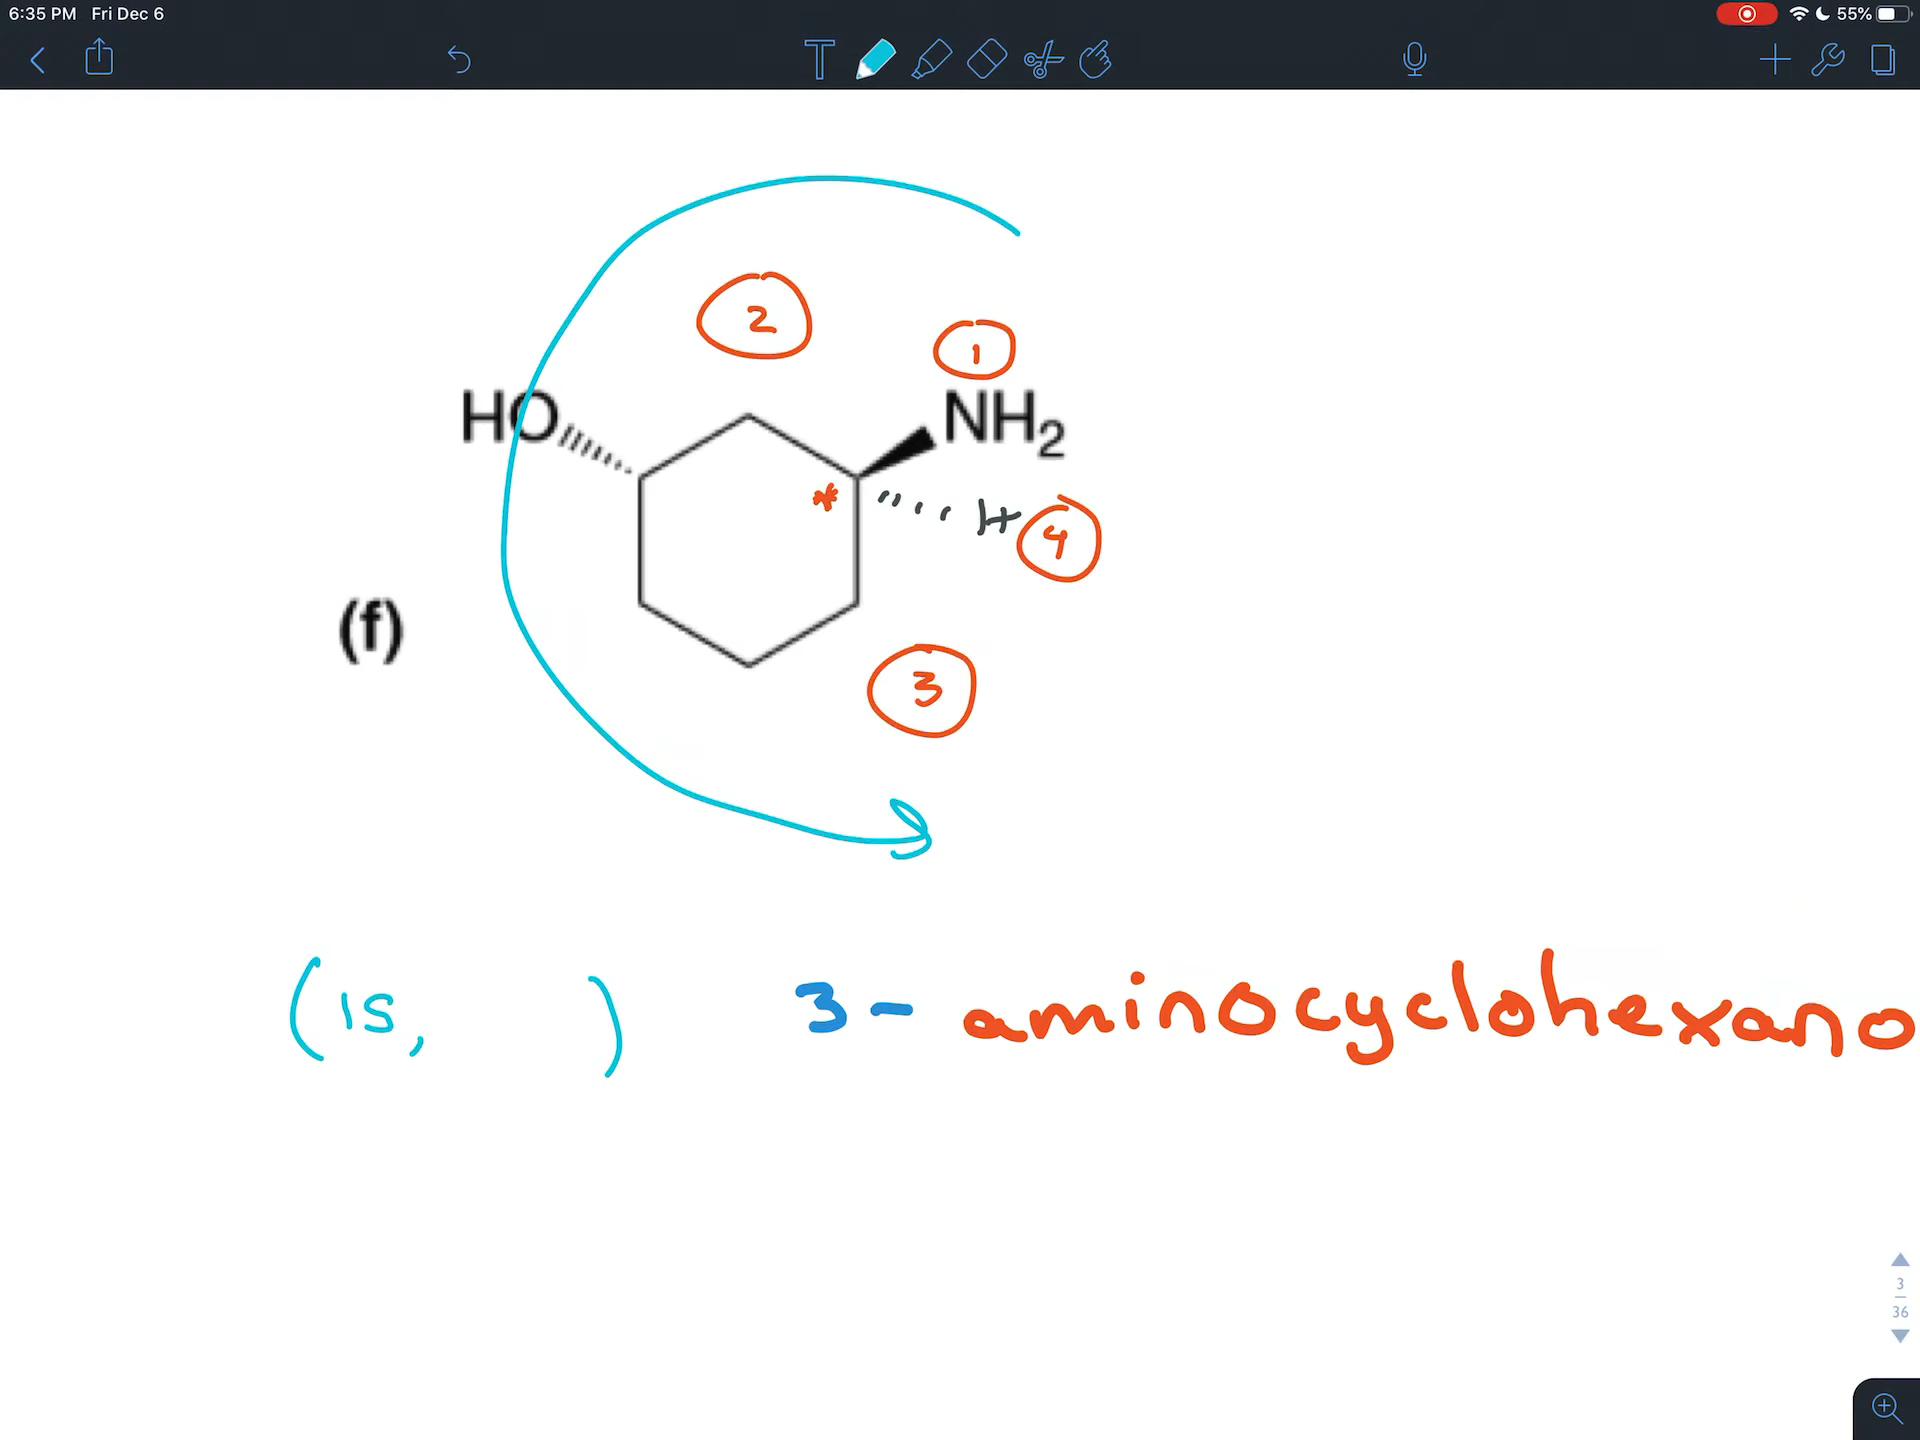 6:35 PM Fri Dec 6
55%
T
2
1
HO
NH₂
*
H
4
(f)
3
(1S, ) 3-aminocyclohexano
3
36